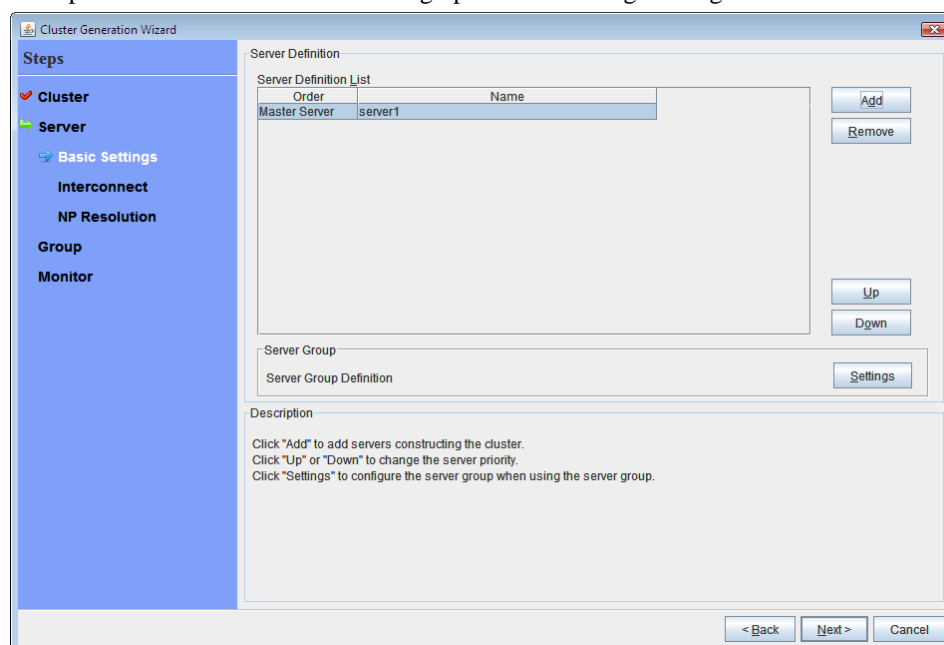 Cluster Generation Wizard
Steps
Cluster
Server
Basic Settings
Interconnect
NP Resolution
Group
Monitor
Server Definition
Server Definition List
Order Name
Master Server server1
Add
Remove
Up
Down
Server Group
Server Group Definition
Settings
Description
Click "Add" to add servers constructing the cluster.
Click "Up" or "Down" to change the server priority.
Click "Settings" to configure the server group when using the server group.
< Back Next > Cancel